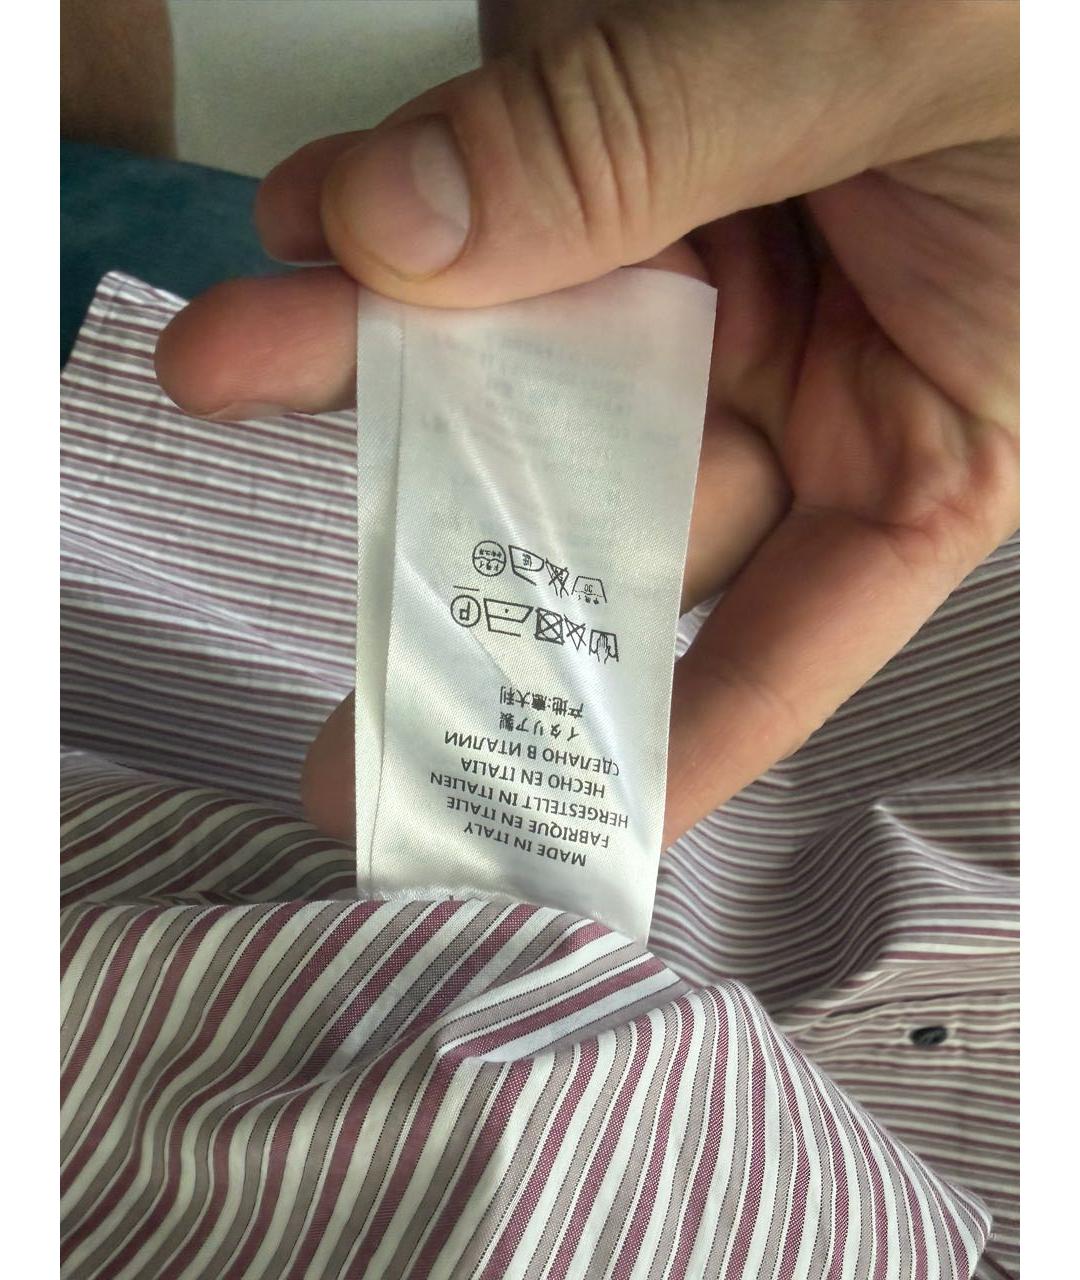 MADE IN ITALY
FABRIQUE EN ITALIE
HERGESTELLT IN ITALIEN
HECHO EN ITALIA
СДЕЛАНО В ИТАЛИИ
イタリア製
产地:意大利
P
30